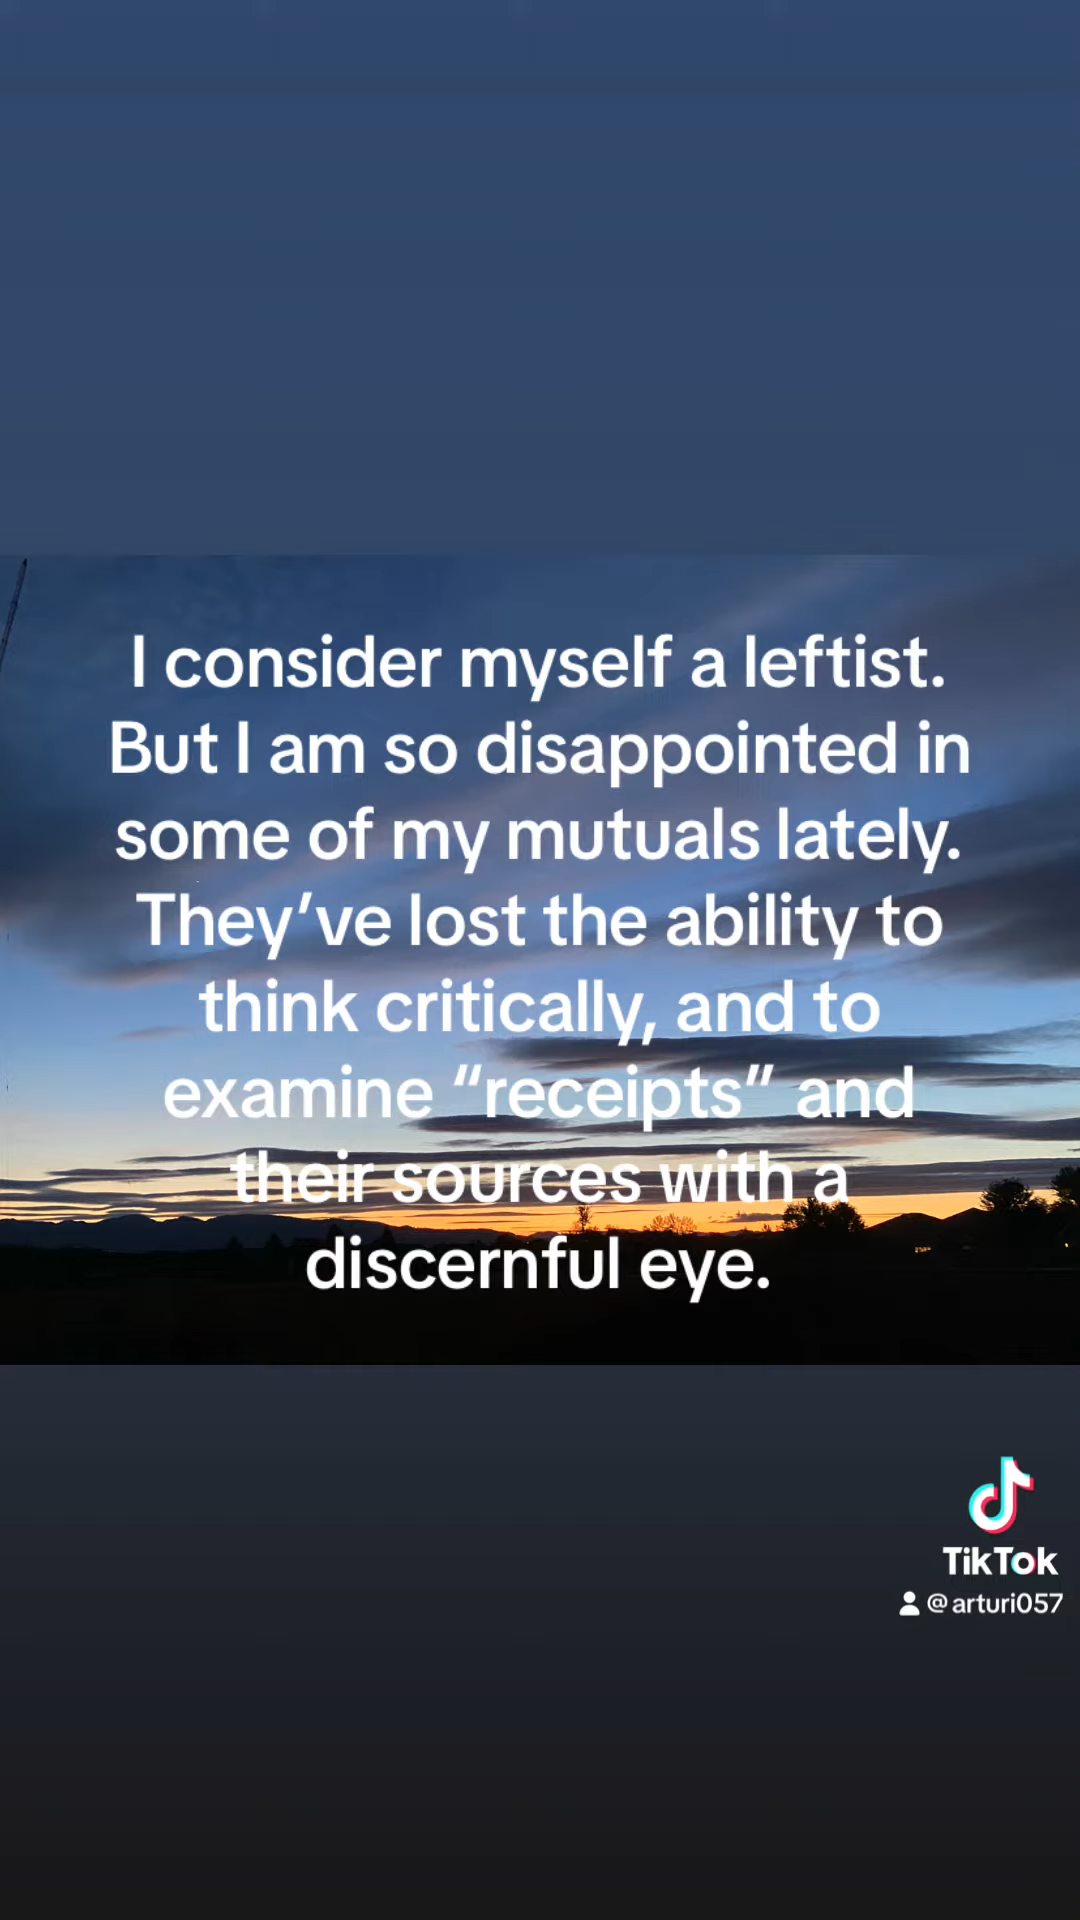 I consider myself a leftist.
But I am so disappointed in
some of my mutuals lately.
They’ve lost the ability to
think critically, and to
examine “receipts” and
their sources with a
discernful eye.
TikTok
@arturi057